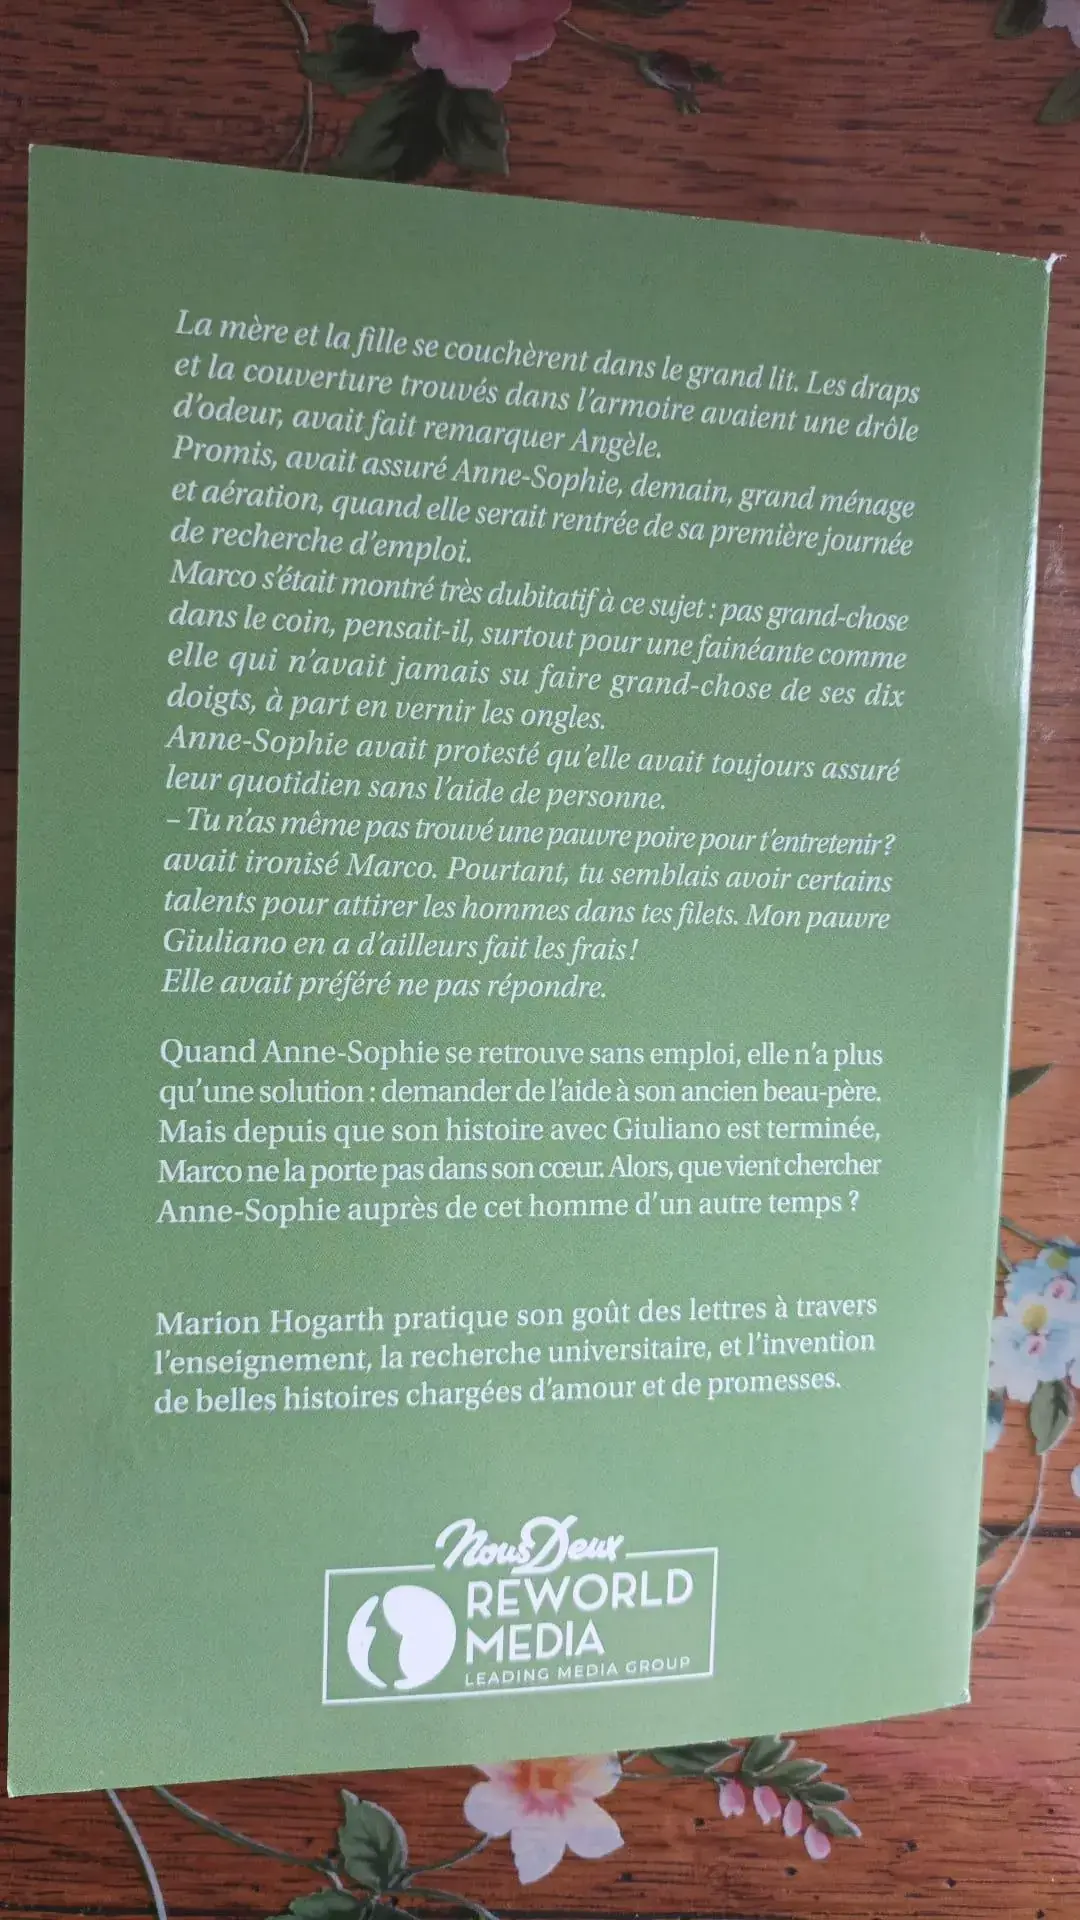 La mère et la fille se couchèrent dans le grand lit. Les draps
et la couverture trouvés dans l'armoire avaient une drôle
d'odeur, avait fait remarquer Angèle.
Promis, avait assuré Anne-Sophie, demain, grand ménage
et aération, quand elle serait rentrée de sa première journée
de recherche d'emploi.
Marco s'était montré très dubitatif à ce sujet : pas grand-chose
dans le coin, pensait-il, surtout pour une fainéante comme
elle qui n'avait jamais su faire grand-chose de ses dix
doigts, à part en vernir les ongles.
Anne-Sophie avait protesté qu'elle avait toujours assuré
leur quotidien sans l'aide de personne.
– Tu n'as même pas trouvé une pauvre poire pour t'entretenir ?
avait ironisé Marco. Pourtant, tu semblais avoir certains
talents pour attirer les hommes dans tes filets. Mon pauvre
Giuliano en a d'ailleurs fait les frais !
Elle avait préféré ne pas répondre.
Quand Anne-Sophie se retrouve sans emploi, elle n'a plus
qu'une solution : demander de l'aide à son ancien beau-père.
Mais depuis que son histoire avec Giuliano est terminée,
Marco ne la porte pas dans son cœur. Alors, que vient chercher
Anne-Sophie auprès de cet homme d'un autre temps ?
Marion Hogarth pratique son goût des lettres à travers
l'enseignement, la recherche universitaire, et l'invention
de belles histoires chargées d'amour et de promesses.
Nous Deux
REWORLD
MEDIA
LEADING MEDIA GROUP